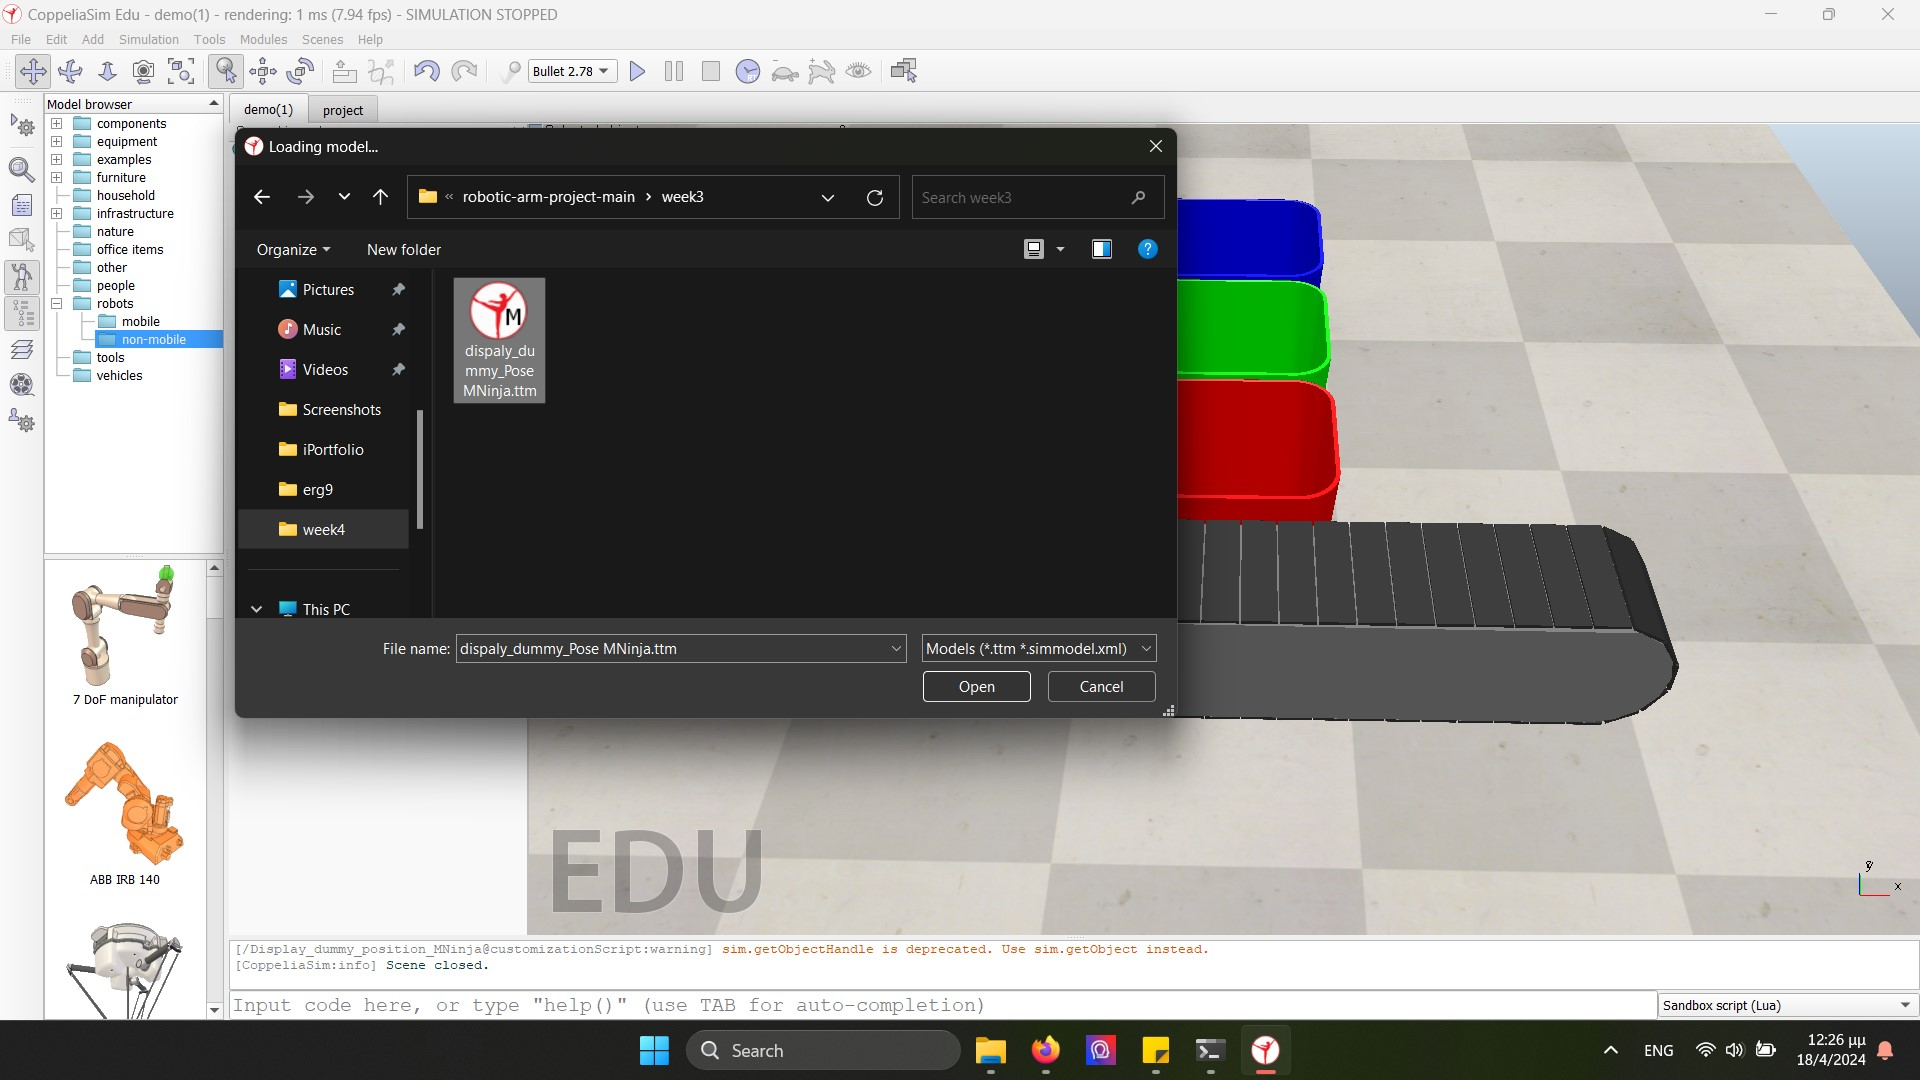 CoppeliaSim Edu - demo(1) - rendering: 1 ms (7.94 fps) - SIMULATION STOPPED
File Edit Add Simulation Tools Modules Scenes Help
Bullet 2.78
RT
Model browser
components
equipment
examples
furniture
household
infrastructure
nature
office items
other
people
robots
mobile
non-mobile
tools
vehicles
7 DoF manipulator
ABB IRB 140
demo(1) project
Loading model...
« robotic-arm-project-main › week3
Search week3
Organize New folder
Pictures
Music
Videos
Screenshots
iPortfolio
erg9
week4
This PC
M
dispaly_du
mmy_Pose
MNinja.ttm
File name: dispaly_dummy_Pose MNinja.ttm
Models (*.ttm *.simmodel.xml)
Open Cancel
EDU
y
x
[/Display_dummy_position_MNinja@customizationScript:warning] sim.getObjectHandle is deprecated. Use sim.getObject instead.
[CoppeliaSim:info] Scene closed.
Input code here, or type "help()" (use TAB for auto-completion)
Sandbox script (Lua)
Search
ENG
12:26 μμ
18/4/2024